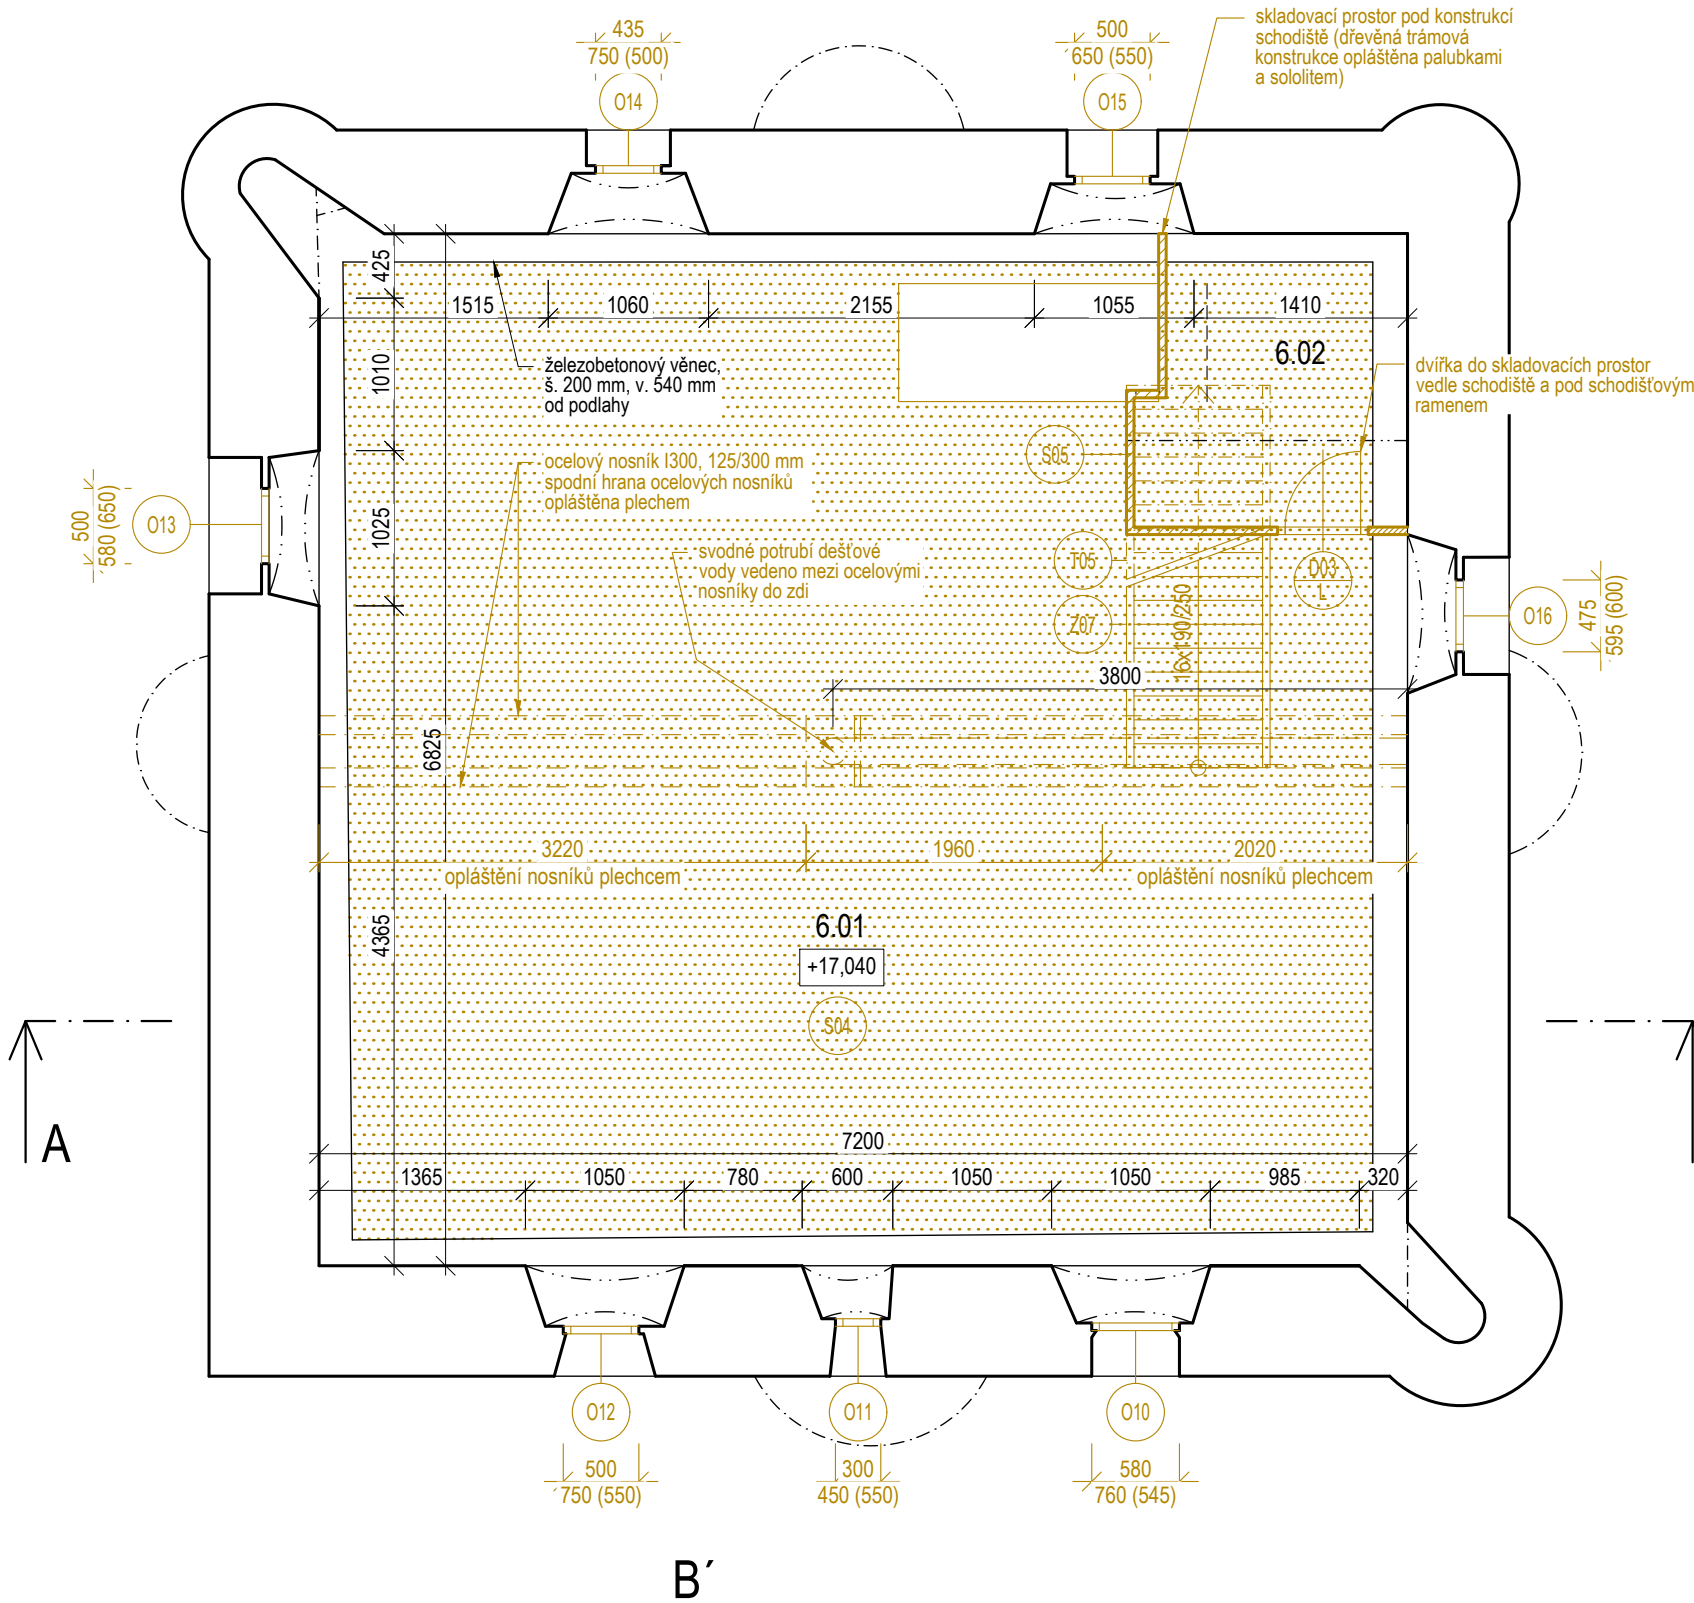 435
750 (500)
O14
500
650 (550)
O15
skladovací prostor pod konstrukcí
schodiště (dřevěná trámová
konstrukce opláštěna palubkami
a sololitem)
425
1515
1060
2155
1055
1410
6.02
1010
železobetonový věnec,
š. 200 mm, v. 540 mm
od podlahy
dvířka do skladovacích prostor
vedle schodiště a pod schodišťovým
ramenem
ocelový nosník I300, 125/300 mm
spodní hrana ocelových nosníků
opláštěna plechem
S05
500
580 (650)
O13
1025
svodné potrubí dešťové
vody vedeno mezi ocelovými
nosníky do zdi
T05
D03
L
Z07
16x190/250
O16
475
595 (600)
3800
6825
3220
1960
2020
opláštění nosníků plechcem
opláštění nosníků plechcem
4365
6.01
+17,040
S04
A
7200
1365
1050
780
600
1050
1050
985
320
O12
O11
O10
500
750 (550)
300
450 (550)
580
760 (545)
B´